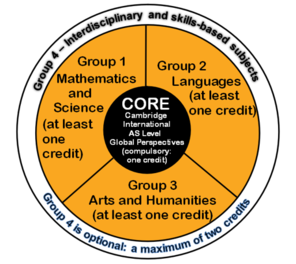 Group 4 – Interdisciplinary and skills-based subjects
Group 1
Mathematics
and
Science
(at least
one
credit)
Group 2
Languages
(at least
one credit)
CORE
Cambridge
International
AS Level
Global Perspectives
(compulsory:
one credit)
Group 3
Arts and Humanities
(at least one credit)
Group 4 is optional: a maximum of two credits